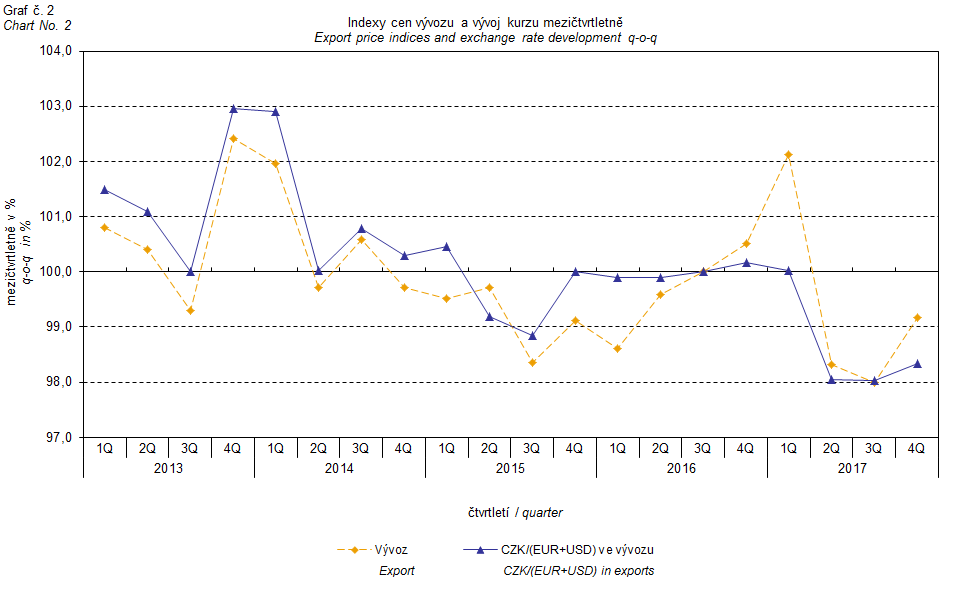 Graf č. 2
Chart No. 2
Indexy cen vývozu a vývoj kurzu mezičtvrtletně
Export price indices and exchange rate development q-o-q
mezičtvrtletně v %
q-o-q in %
104,0
103,0
102,0
101,0
100,0
99,0
98,0
97,0
1Q 2Q 3Q 4Q 1Q 2Q 3Q 4Q 1Q 2Q 3Q 4Q 1Q 2Q 3Q 4Q 1Q 2Q 3Q 4Q
2013 2014 2015 2016 2017
čtvrtletí / quarter
Vývoz CZK/(EUR+USD) ve vývozu
Export CZK/(EUR+USD) in exports